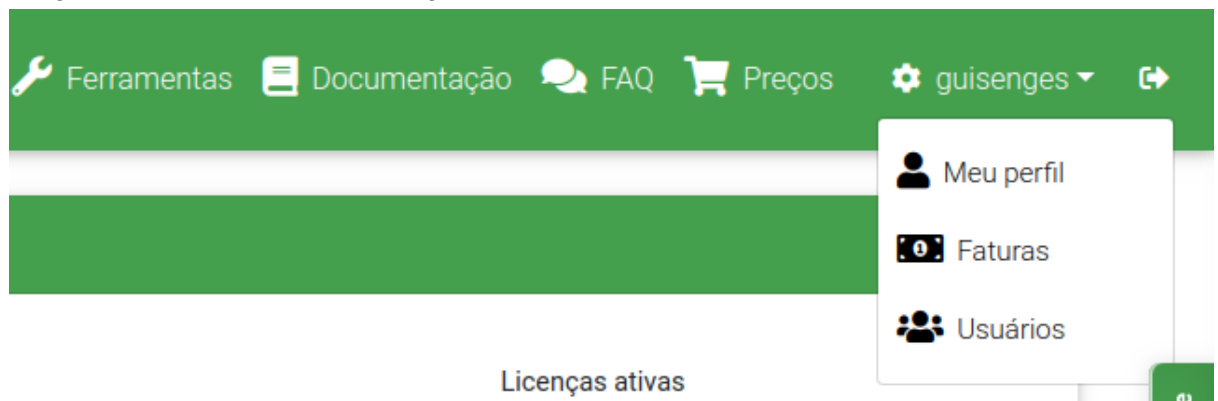 Ferramentas Documentação FAQ Preços guisenges
Meu perfil
Faturas
Usuários
Licenças ativas